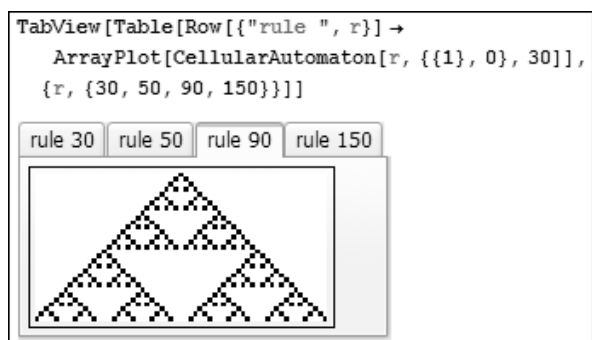 TabView[Table[Row[{"rule ", r}] →
ArrayPlot[CellularAutomaton[r, {{1}, 0}, 30]],
{r, {30, 50, 90, 150}}]]
rule 30 rule 50 rule 90 rule 150